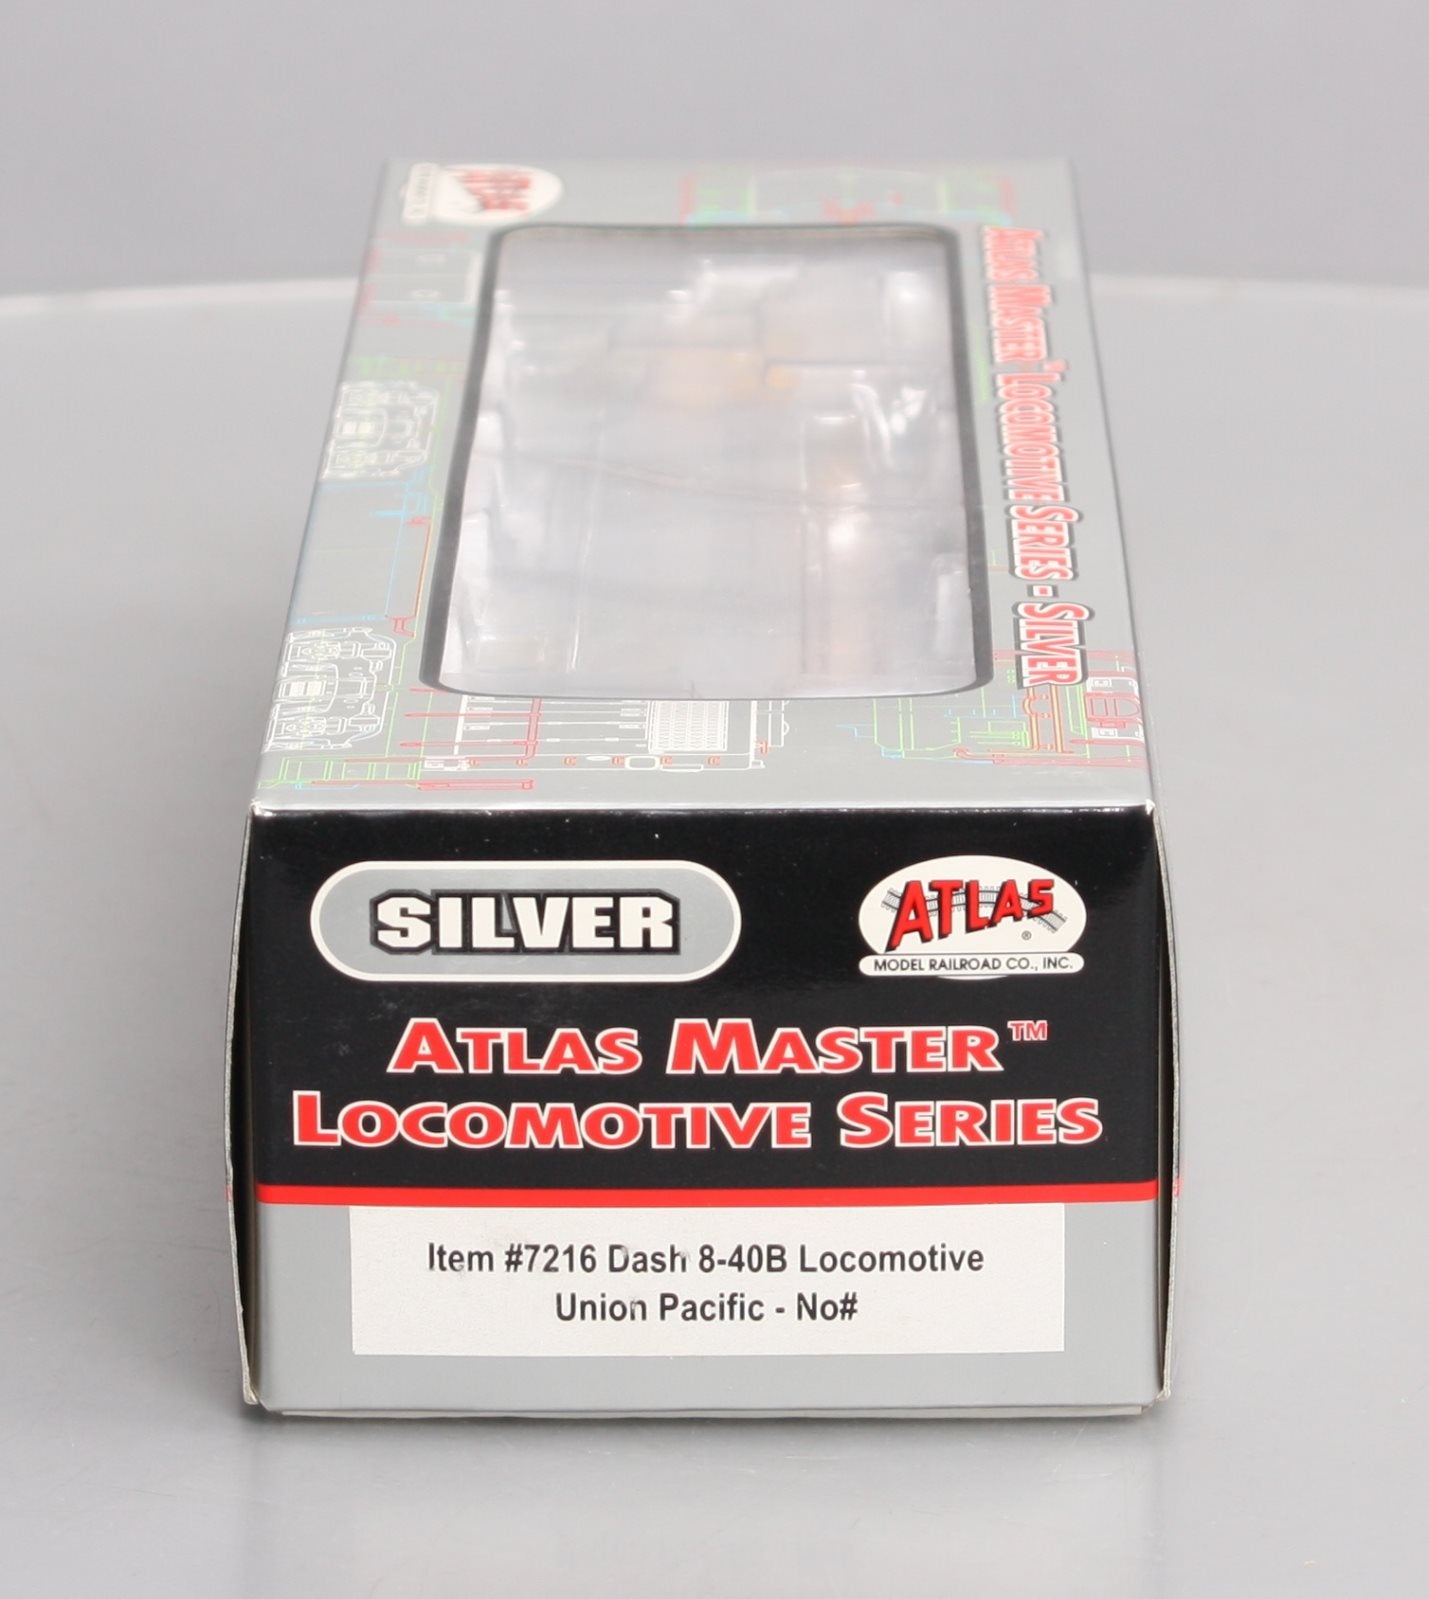 ATLAS MASTER™ LOCOMOTIVE SERIES - SILVER
SILVER
ATLAS
®
MODEL RAILROAD CO., INC.
ATLAS MASTER™
LOCOMOTIVE SERIES
Item #7216 Dash 8-40B Locomotive
Union Pacific - No#